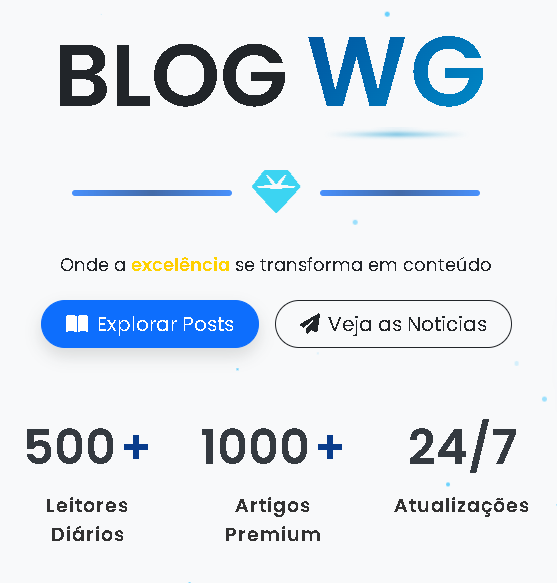 BLOG WG
Onde a excelência se transforma em conteúdo
Explorar Posts
Veja as Noticias
500+
Leitores
Diários
1000+
Artigos
Premium
24/7
Atualizações